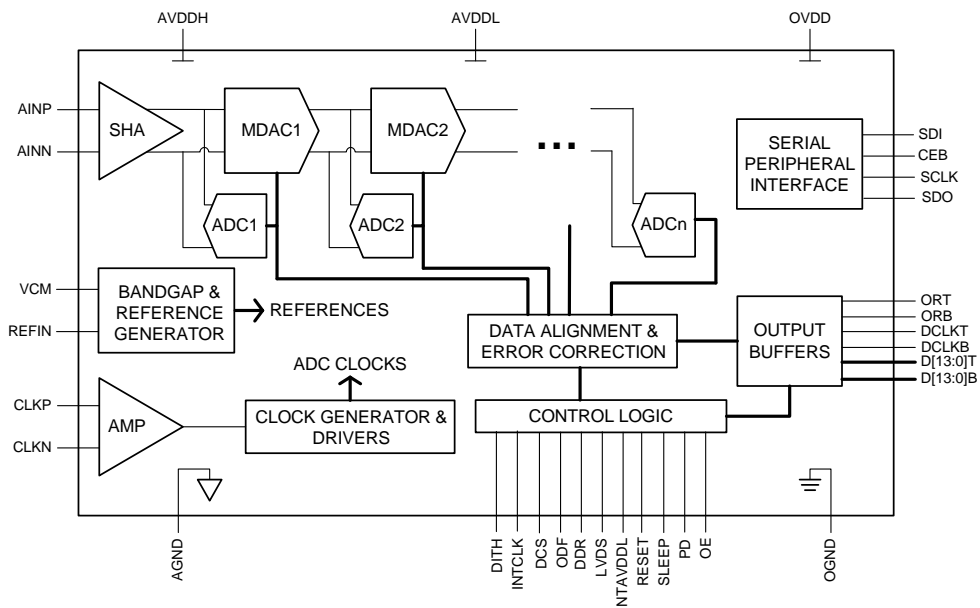 AVDDH
AVDDL
OVDD
AINP
AINN
SHA
MDAC1
MDAC2
...
ADC1
ADC2
ADCn
SERIAL
PERIPHERAL
INTERFACE
SDI
CEB
SCLK
SDO
VCM
REFIN
BANDGAP &
REFERENCE
GENERATOR
REFERENCES
DATA ALIGNMENT &
ERROR CORRECTION
OUTPUT
BUFFERS
ORT
ORB
DCLKT
DCLKB
D[13:0]T
D[13:0]B
ADC CLOCKS
CLKP
CLKN
AMP
CLOCK GENERATOR &
DRIVERS
CONTROL LOGIC
AGND
DITH
INTCLK
DCS
ODF
DDR
LVDS
NTAVDDL
RESET
SLEEP
PD
OE
OGND